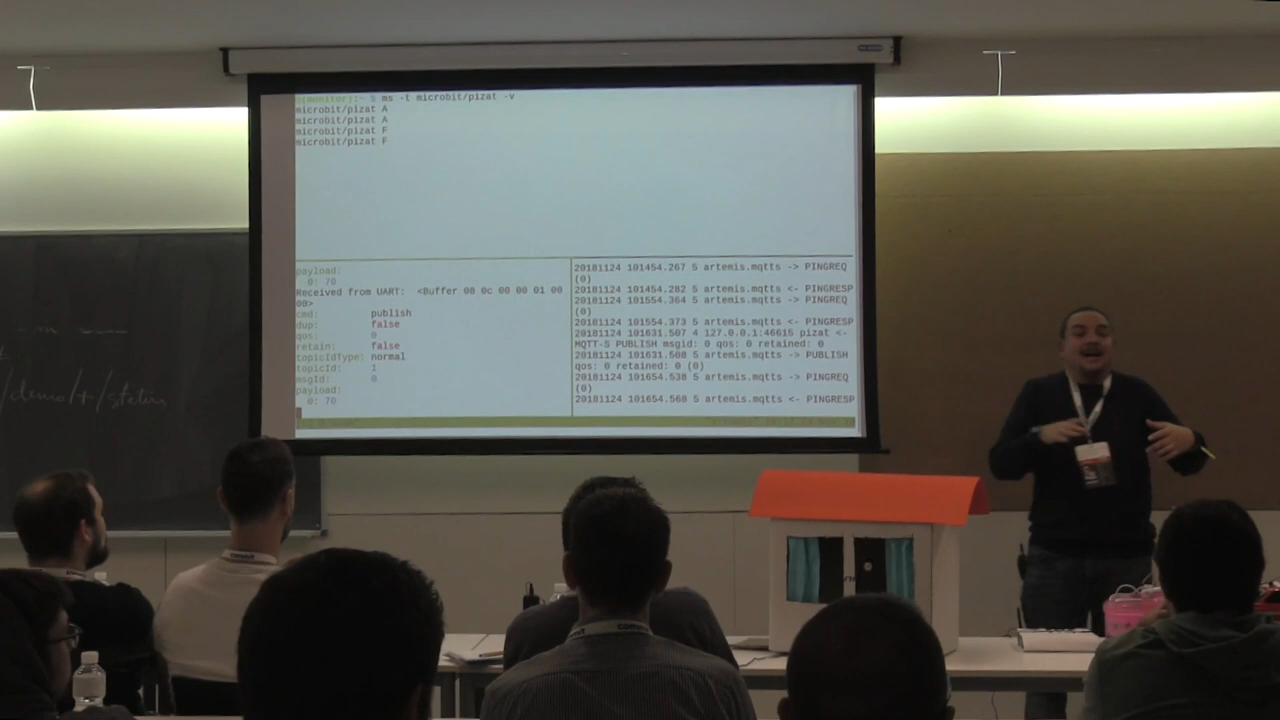 (monitor):~ $ ms -t microbit/pizat -v
microbit/pizat A
microbit/pizat A
microbit/pizat F
microbit/pizat F
payload:
0: 70
Received from UART: <Buffer 08 0c 00 00 01 00
00>
cmd: publish
dup: false
qos: 0
retain: false
topicIdType: normal
topicId: 1
msgId: 0
payload:
0: 70
20181124 101454.267 5 artemis.mqtts -> PINGREQ
(0)
20181124 101454.282 5 artemis.mqtts <- PINGRESP
20181124 101554.364 5 artemis.mqtts -> PINGREQ
(0)
20181124 101554.373 5 artemis.mqtts <- PINGRESP
20181124 101631.507 4 127.0.0.1:46615 pizat <-
MQTT-S PUBLISH msgid: 0 qos: 0 retained: 0
20181124 101631.508 5 artemis.mqtts -> PUBLISH
qos: 0 retained: 0 (0)
20181124 101654.538 5 artemis.mqtts -> PINGREQ
(0)
20181124 101654.568 5 artemis.mqtts <- PINGRESP
/demo/+/status
commit
commit